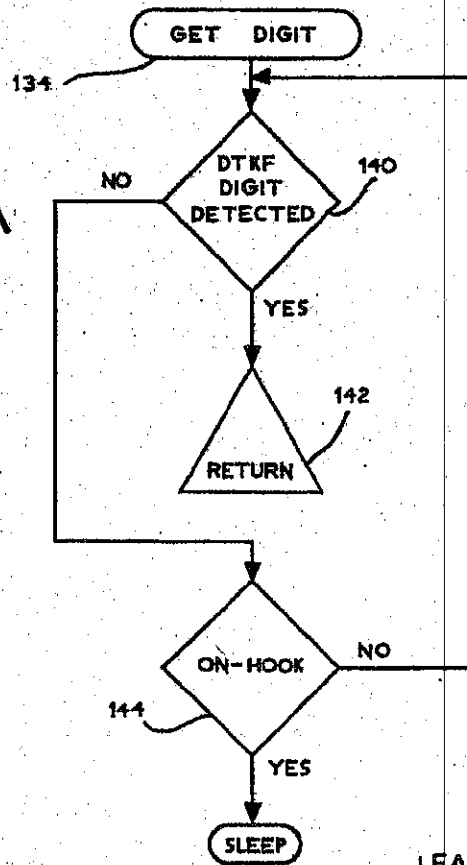 GET DIGIT
134
DTKF
DIGIT
DETECTED
140
NO
YES
142
RETURN
ON-HOOK
NO
144
YES
SLEEP